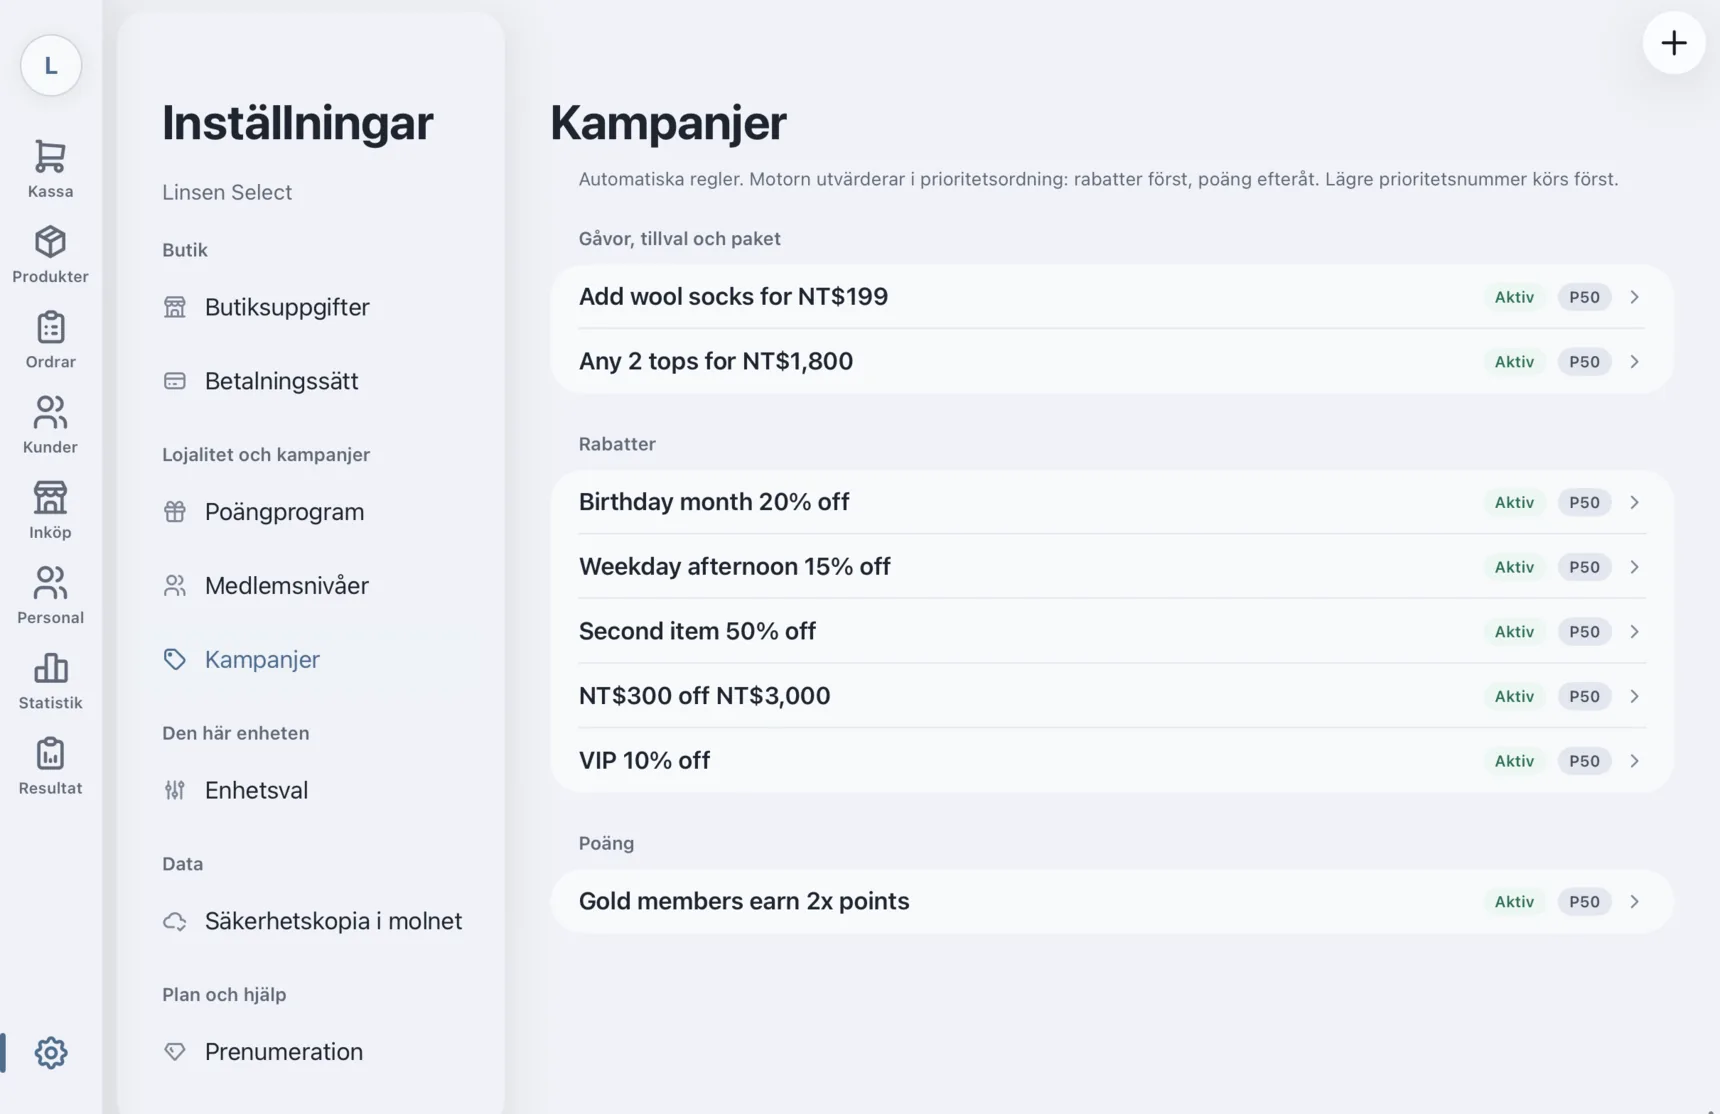 L
Kassa
Produkter
Ordrar
Kunder
Inköp
Personal
Statistik
Resultat
Inställningar
Linsen Select
Butik
Butiksuppgifter
Betalningssätt
Lojalitet och kampanjer
Poängprogram
Medlemsnivåer
Kampanjer
Den här enheten
Enhetsval
Data
Säkerhetskopia i molnet
Plan och hjälp
Prenumeration
Kampanjer
Automatiska regler. Motorn utvärderar i prioritetsordning: rabatter först, poäng efteråt. Lägre prioritetsnummer körs först.
Gåvor, tillval och paket
Add wool socks for NT$199 Aktiv P50
Any 2 tops for NT$1,800 Aktiv P50
Rabatter
Birthday month 20% off Aktiv P50
Weekday afternoon 15% off Aktiv P50
Second item 50% off Aktiv P50
NT$300 off NT$3,000 Aktiv P50
VIP 10% off Aktiv P50
Poäng
Gold members earn 2x points Aktiv P50